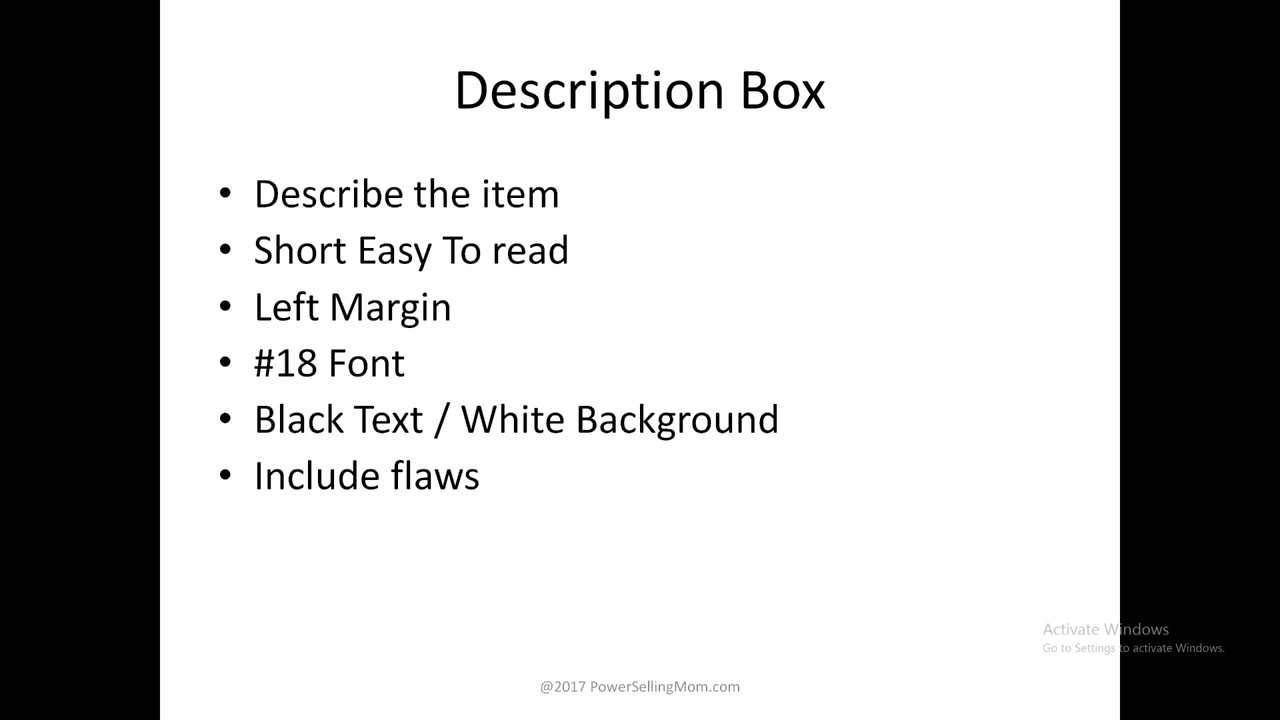 Description Box
• Describe the item
• Short Easy To read
• Left Margin
• #18 Font
• Black Text / White Background
• Include flaws
Activate Windows
Go to Settings to activate Windows.
@2017 PowerSellingMom.com